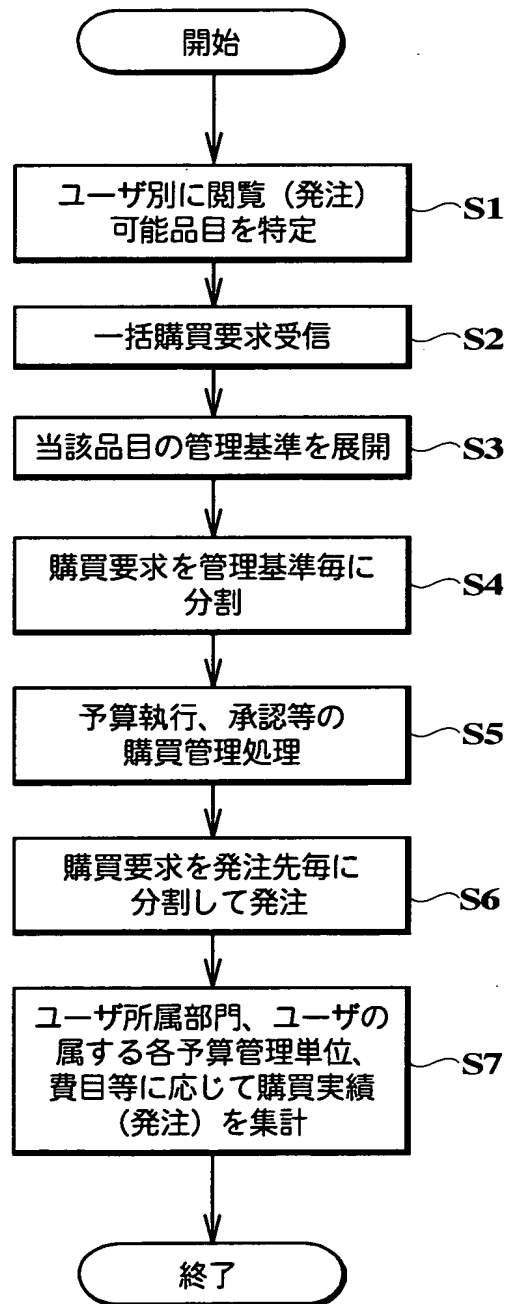 開始
ユーザ別に閲覧（発注）
可能品目を特定
S1
一括購買要求受信
S2
当該品目の管理基準を展開
S3
購買要求を管理基準毎に
分割
S4
予算執行、承認等の
購買管理処理
S5
購買要求を発注先毎に
分割して発注
S6
ユーザ所属部門、ユーザの
属する各予算管理単位、
費目等に応じて購買実績
（発注）を集計
S7
終了